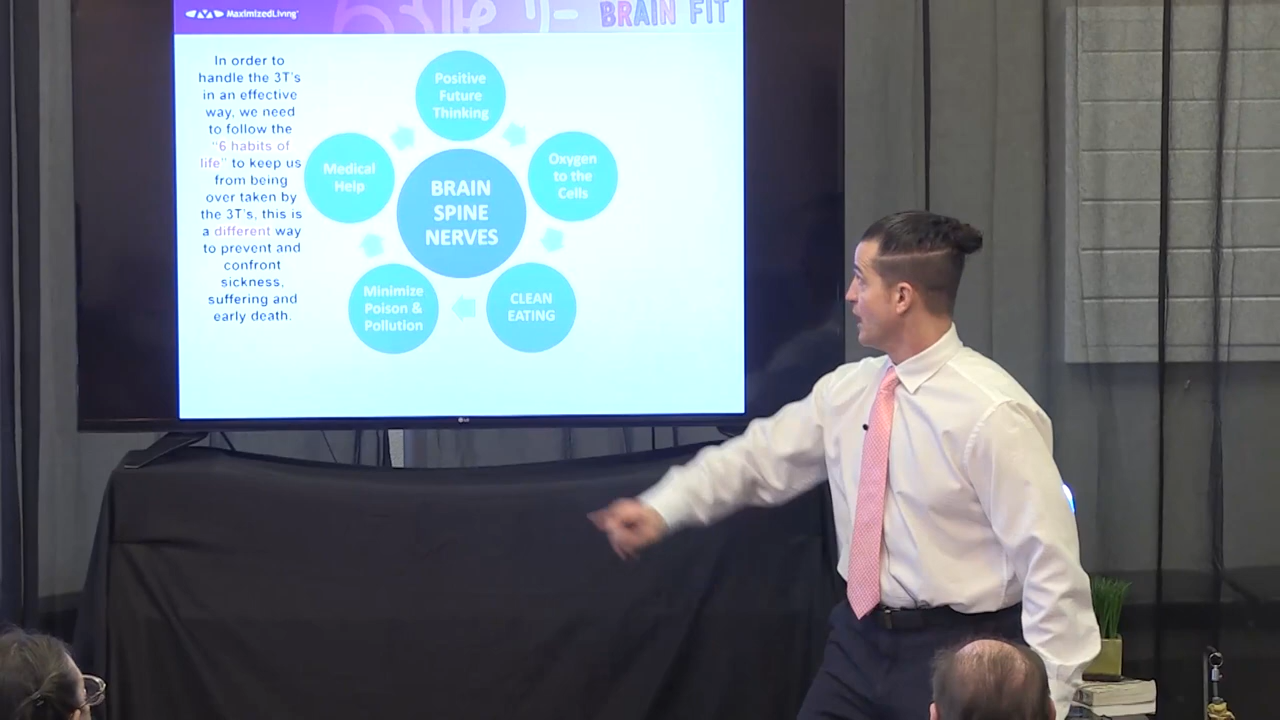 MaximizedLiving
BRAIN FIT
In order to
handle the 3T's
in an effective
way, we need
to follow the
"6 habits of
life" to keep us
from being
over taken by
the 3T's, this is
a different way
to prevent and
confront
sickness,
suffering and
early death.
Positive
Future
Thinking
Oxygen
to the
Cells
CLEAN
EATING
Minimize
Poison &
Pollution
Medical
Help
BRAIN
SPINE
NERVES
LG